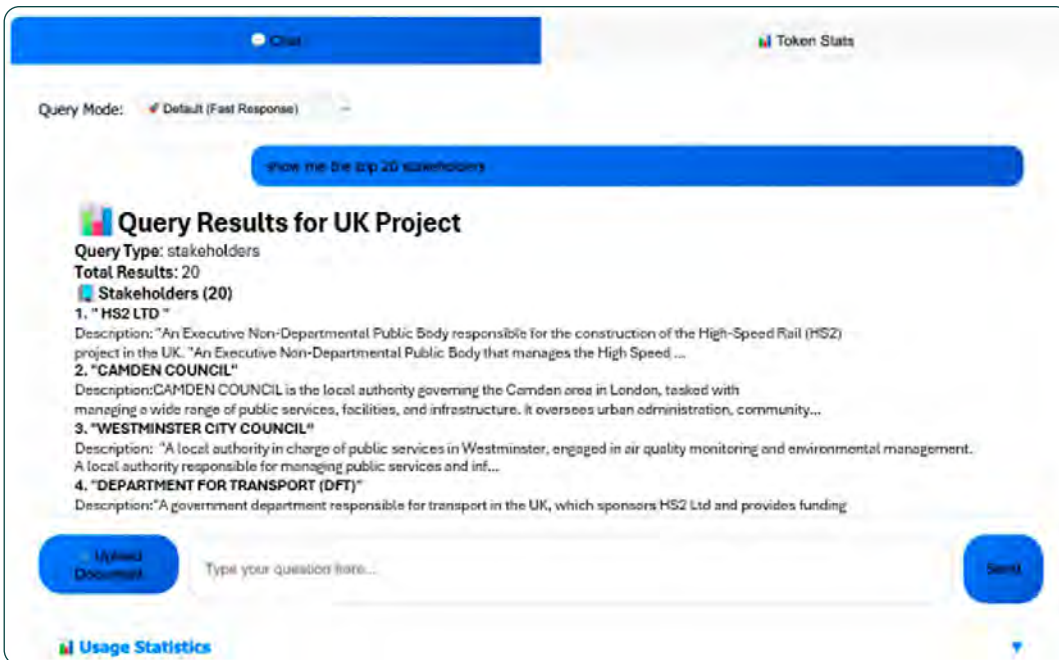 Chat
Token Stats
Query Mode: Default (Fast Response)
show me the top 20 stakeholders
Query Results for UK Project
Query Type: stakeholders
Total Results: 20
Stakeholders (20)
1. " HS2 LTD "
Description: "An Executive Non-Departmental Public Body responsible for the construction of the High-Speed Rail (HS2)
project in the UK. "An Executive Non-Departmental Public Body that manages the High Speed ...
2. "CAMDEN COUNCIL"
Description:CAMDEN COUNCIL is the local authority governing the Camden area in London, tasked with
managing a wide range of public services, facilities, and infrastructure. It oversees urban administration, community...
3. "WESTMINSTER CITY COUNCIL"
Description: "A local authority in charge of public services in Westminster, engaged in air quality monitoring and environmental management.
A local authority responsible for managing public services and inf...
4. "DEPARTMENT FOR TRANSPORT (DFT)"
Description:"A government department responsible for transport in the UK, which sponsors HS2 Ltd and provides funding
Upload
Document
Type your question here...
Send
Usage Statistics